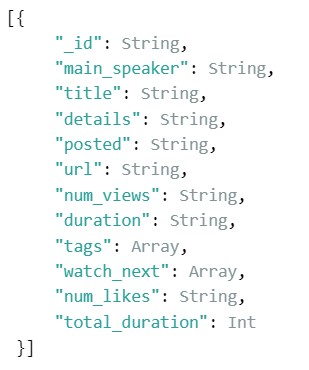 [{
"_id": String,
"main_speaker": String,
"title": String,
"details": String,
"posted": String,
"url": String,
"num_views": String,
"duration": String,
"tags": Array,
"watch_next": Array,
"num_likes": String,
"total_duration": Int
}]